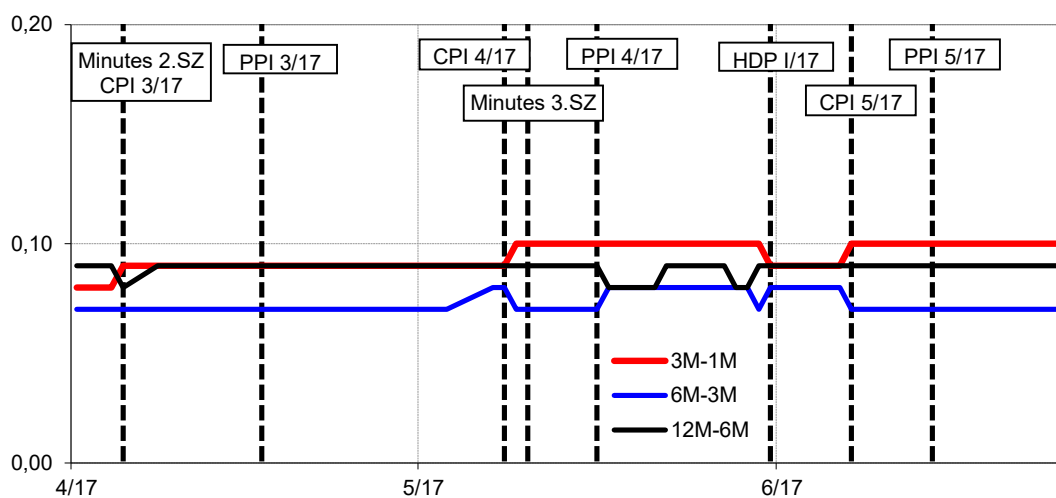 0,20
Minutes 2.SZ
CPI 3/17
PPI 3/17
CPI 4/17
PPI 4/17
HDP I/17
PPI 5/17
Minutes 3.SZ
CPI 5/17
0,10
3M-1M
6M-3M
12M-6M
0,00
4/17
5/17
6/17